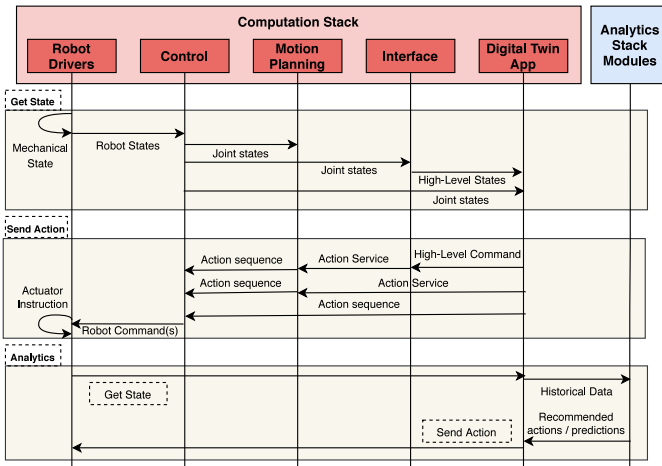 Computation Stack
Robot
Drivers
Control
Motion
Planning
Interface
Digital Twin
App
Analytics
Stack
Modules
Get State
Mechanical
State
Robot States
Joint states
Joint states
High-Level States
Joint states
Send Action
High-Level Command
Action Service
Action sequence
Action Service
Action sequence
Actuator
Instruction
Action sequence
Robot Command(s)
Analytics
Get State
Historical Data
Recommended
actions / predictions
Send Action